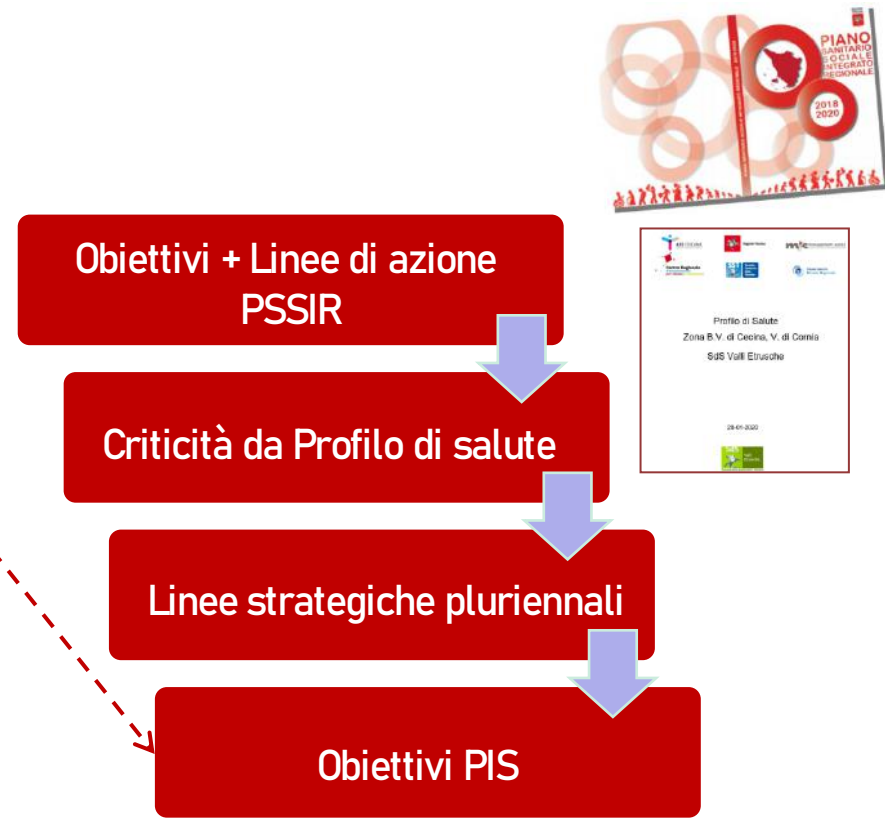 PIANO
SANITARIO
SOCIALE
INTEGRATO
REGIONALE
2018
2020
Obiettivi + Linee di azione
PSSIR
Profilo di Salute
Zona B.V. di Cecina, V. di Cornia
SdS Valli Etrusche
Criticità da Profilo di salute
Linee strategiche pluriennali
Obiettivi PIS